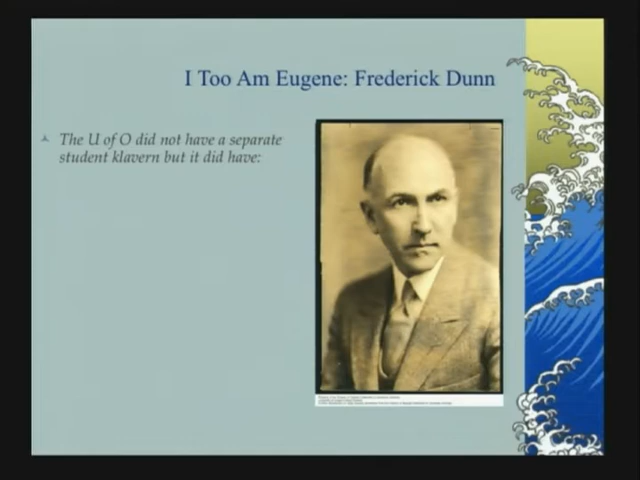 I Too Am Eugene: Frederick Dunn
The U of O did not have a separate
student klavern but it did have: